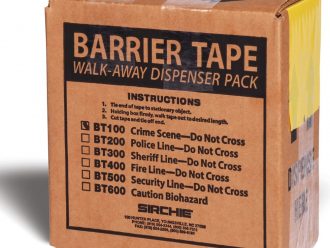 BARRIER TAPE
WALK-AWAY DISPENSER PACK
INSTRUCTIONS
1. Tie end of tape to stationary object.
2. Holding box firmly, walk tape out to desired length.
3. Cut tape and tie off end.
BT100 Crime Scene—Do Not Cross
BT200 Police Line—Do Not Cross
BT300 Sheriff Line—Do Not Cross
BT400 Fire Line—Do Not Cross
BT500 Security Line—Do Not Cross
BT600 Caution Biohazard
SIRCHIE